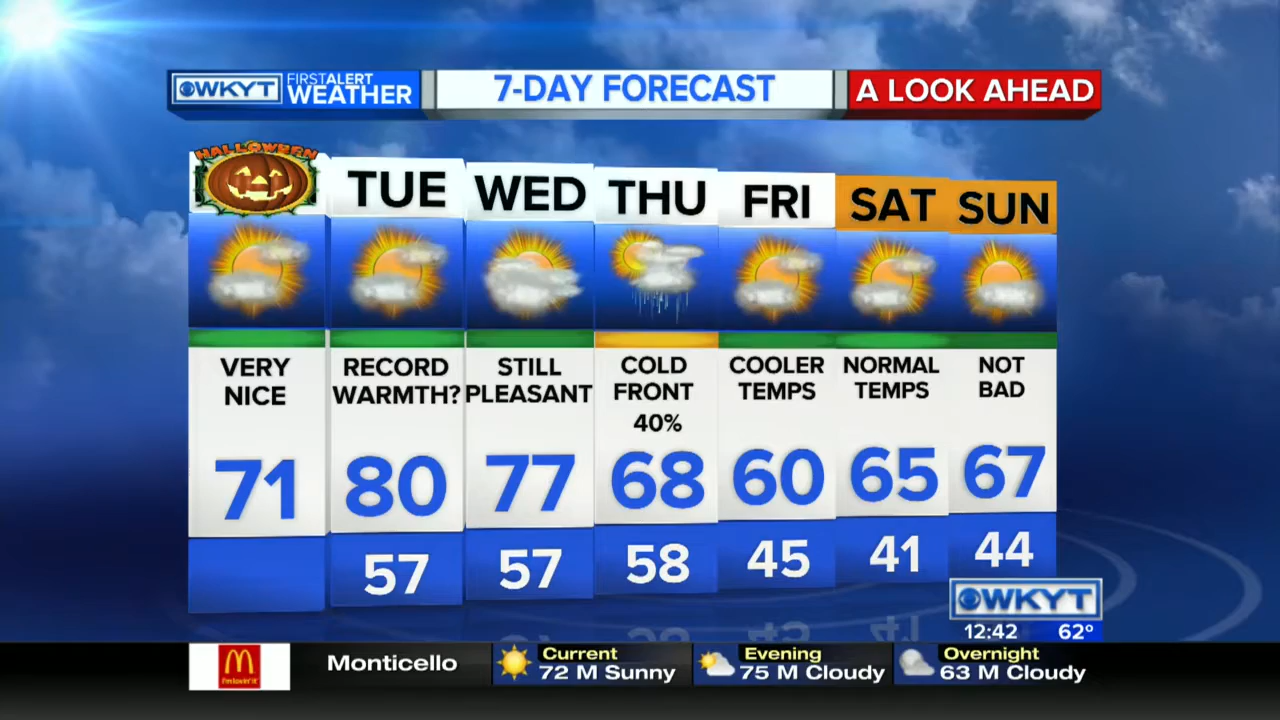 WKYT
FIRST ALERT
WEATHER
7-DAY FORECAST
A LOOK AHEAD
HALLOWEEN
TUE
WED
THU
FRI
SAT
SUN
VERY
NICE
71
RECORD
WARMTH?
80
57
STILL
PLEASANT
77
57
COLD
FRONT
40%
68
58
COOLER
TEMPS
60
45
NORMAL
TEMPS
65
41
NOT
BAD
67
44
WKYT
12:42 62°
i'm lovin' it
Monticello
Current
72 M Sunny
Evening
75 M Cloudy
Overnight
63 M Cloudy